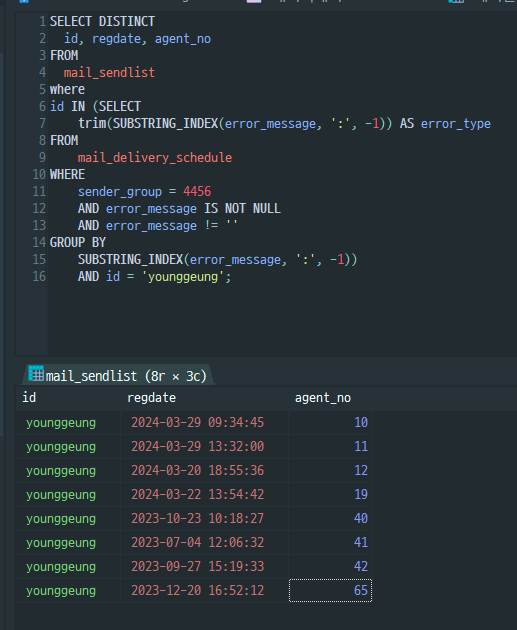 1 SELECT DISTINCT
2 id, regdate, agent_no
3 FROM
4 mail_sendlist
5 where
6 id IN (SELECT
7 trim(SUBSTRING_INDEX(error_message, ':', -1)) AS error_type
8 FROM
9 mail_delivery_schedule
10 WHERE
11 sender_group = 4456
12 AND error_message IS NOT NULL
13 AND error_message != ''
14 GROUP BY
15 SUBSTRING_INDEX(error_message, ':', -1))
16 AND id = 'younggeung';
mail_sendlist (8r × 3c)
id regdate agent_no
younggeung 2024-03-29 09:34:45 10
younggeung 2024-03-29 13:32:00 11
younggeung 2024-03-20 18:55:36 12
younggeung 2024-03-22 13:54:42 19
younggeung 2023-10-23 10:18:27 40
younggeung 2023-07-04 12:06:32 41
younggeung 2023-09-27 15:19:33 42
younggeung 2023-12-20 16:52:12 65